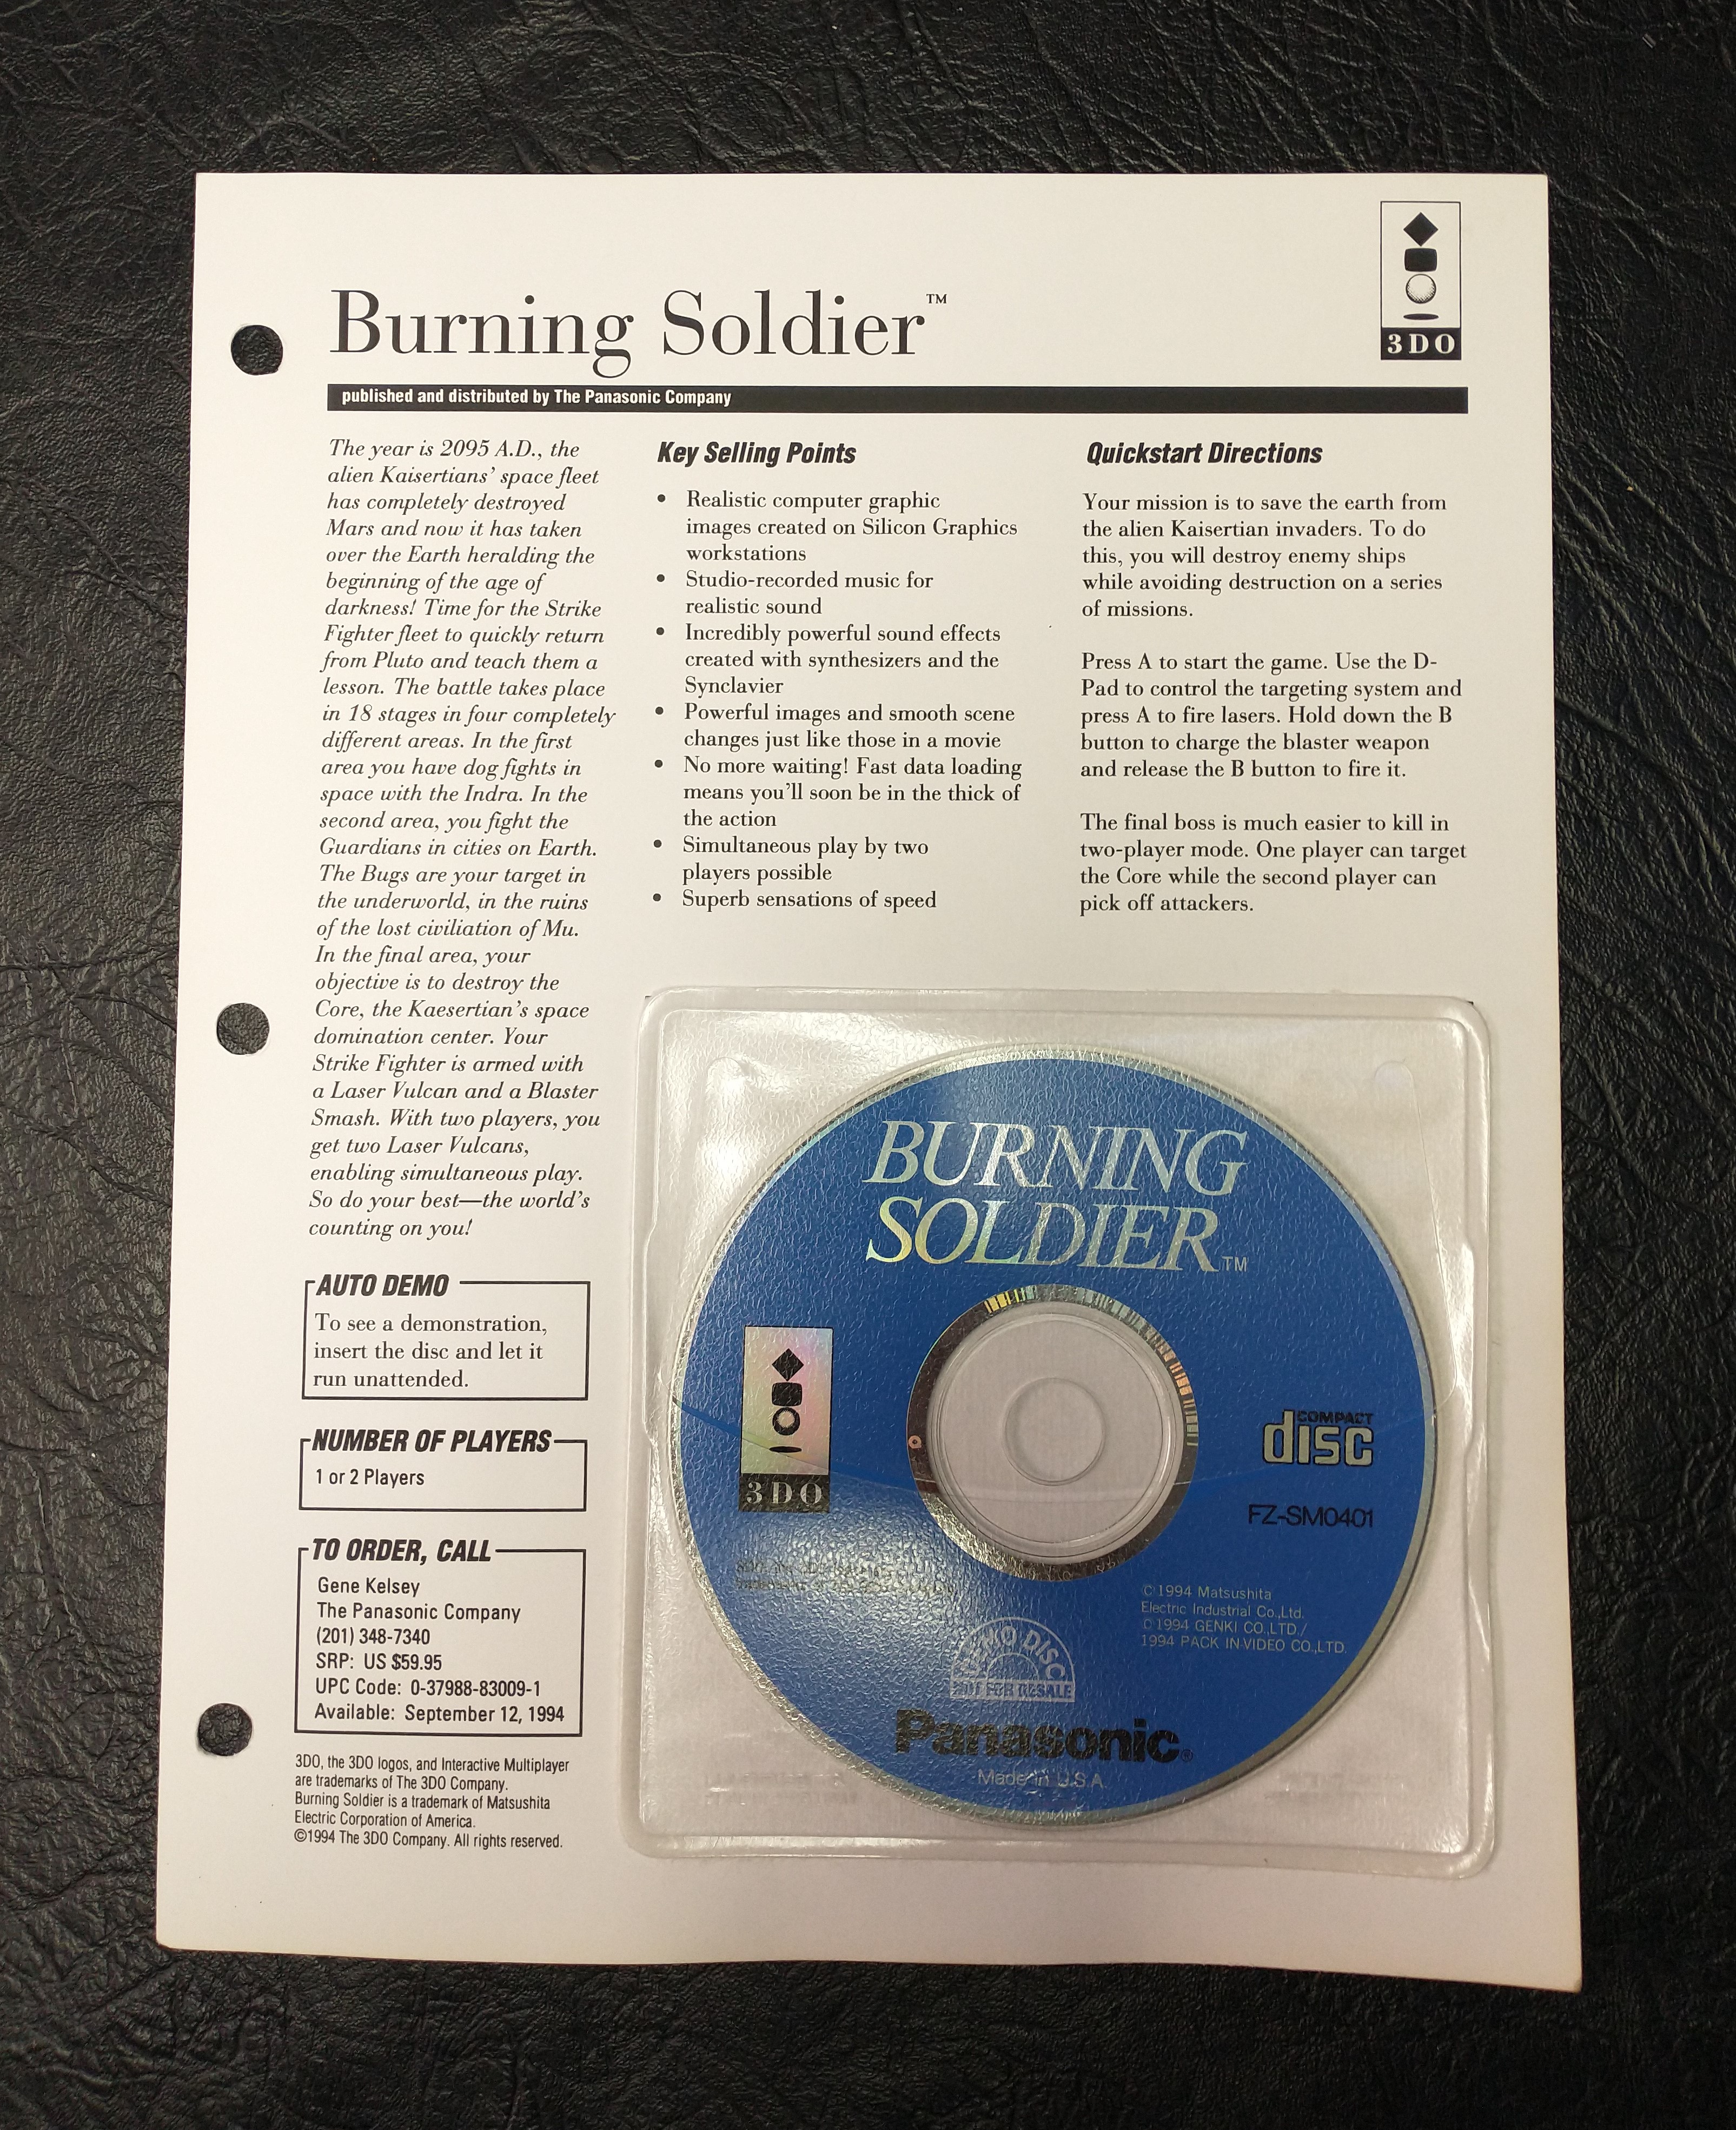 Burning Soldier™
3DO
published and distributed by The Panasonic Company
The year is 2095 A.D., the
alien Kaisertians' space fleet
has completely destroyed
Mars and now it has taken
over the Earth heralding the
beginning of the age of
darkness! Time for the Strike
Fighter fleet to quickly return
from Pluto and teach them a
lesson. The battle takes place
in 18 stages in four completely
different areas. In the first
area you have dog fights in
space with the Indra. In the
second area, you fight the
Guardians in cities on Earth.
The Bugs are your target in
the underworld, in the ruins
of the lost civiliation of Mu.
In the final area, your
objective is to destroy the
Core, the Kaesertian's space
domination center. Your
Strike Fighter is armed with
a Laser Vulcan and a Blaster
Smash. With two players, you
get two Laser Vulcans,
enabling simultaneous play.
So do your best—the world's
counting on you!
AUTO DEMO
To see a demonstration,
insert the disc and let it
run unattended.
NUMBER OF PLAYERS
1 or 2 Players
TO ORDER, CALL
Gene Kelsey
The Panasonic Company
(201) 348-7340
SRP: US $59.95
UPC Code: 0-37988-83009-1
Available: September 12, 1994
3DO, the 3DO logos, and Interactive Multiplayer
are trademarks of The 3DO Company.
Burning Soldier is a trademark of Matsushita
Electric Corporation of America.
©1994 The 3DO Company. All rights reserved.
Key Selling Points
• Realistic computer graphic
images created on Silicon Graphics
workstations
• Studio-recorded music for
realistic sound
• Incredibly powerful sound effects
created with synthesizers and the
Synclavier
• Powerful images and smooth scene
changes just like those in a movie
• No more waiting! Fast data loading
means you'll soon be in the thick of
the action
• Simultaneous play by two
players possible
• Superb sensations of speed
Quickstart Directions
Your mission is to save the earth from
the alien Kaisertian invaders. To do
this, you will destroy enemy ships
while avoiding destruction on a series
of missions.
Press A to start the game. Use the D-
Pad to control the targeting system and
press A to fire lasers. Hold down the B
button to charge the blaster weapon
and release the B button to fire it.
The final boss is much easier to kill in
two-player mode. One player can target
the Core while the second player can
pick off attackers.
BURNING
SOLDIER™
3DO
COMPACT
disc
FZ-SM0401
© 1994 Matsushita
Electric Industrial Co.,Ltd.
© 1994 GENKI CO.,LTD./
1994 PACK IN-VIDEO CO.,LTD.
DEMO DISC
NOT FOR RESALE
Panasonic®
Made in U.S.A.